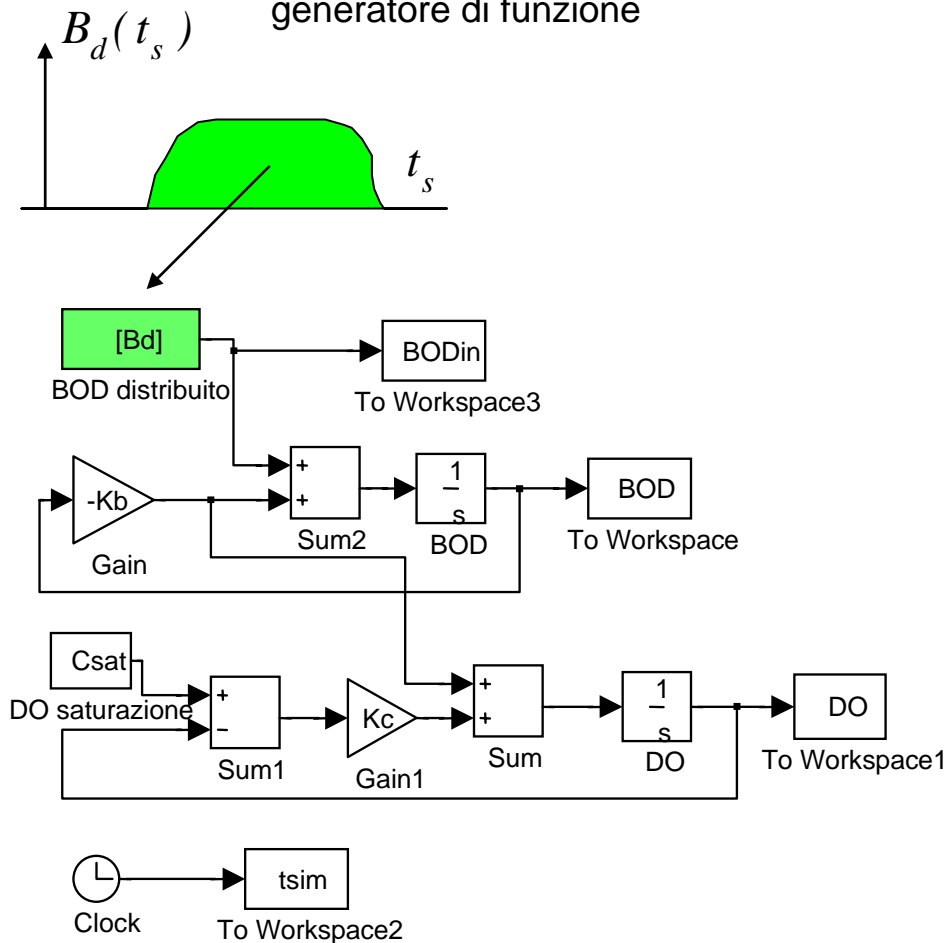 generatore di funzione
B_d(t_s)
t_s
[Bd]
BOD distribuito
BODin
To Workspace3
-Kb
Gain
+
+
Sum2
1
s
BOD
BOD
To Workspace
Csat
DO saturazione
+
−
Sum1
Kc
Gain1
+
+
Sum
1
s
DO
DO
To Workspace1
Clock
tsim
To Workspace2